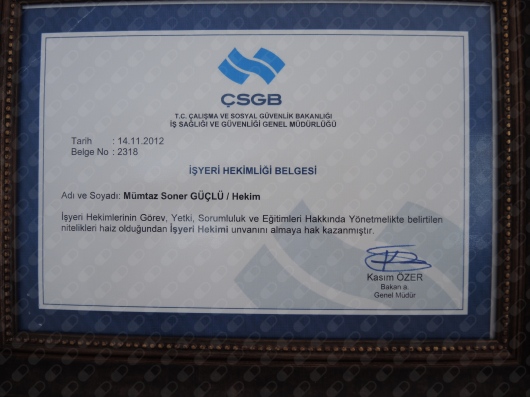 ÇSGB
T.C. ÇALIŞMA VE SOSYAL GÜVENLİK BAKANLIĞI
İŞ SAĞLIĞI VE GÜVENLİĞİ GENEL MÜDÜRLÜĞÜ
Tarih : 14.11.2012
Belge No : 2318
İŞYERİ HEKİMLİĞİ BELGESİ
Adı ve Soyadı: Mümtaz Soner GÜÇLÜ / Hekim
İşyeri Hekimlerinin Görev, Yetki, Sorumluluk ve Eğitimleri Hakkında Yönetmelikte belirtilen
nitelikleri haiz olduğundan İşyeri Hekimi unvanını almaya hak kazanmıştır.
Kasım ÖZER
Bakan a.
Genel Müdür